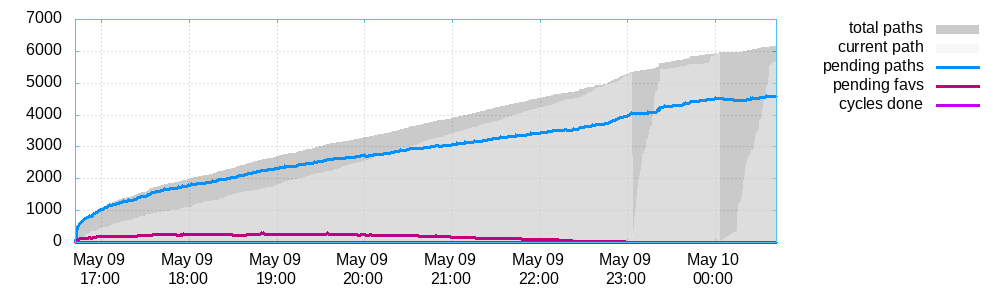 7000
6000
5000
4000
3000
2000
1000
0
May 09 May 09 May 09 May 09 May 09 May 09 May 09 May 10
17:00 18:00 19:00 20:00 21:00 22:00 23:00 00:00
total paths
current path
pending paths
pending favs
cycles done